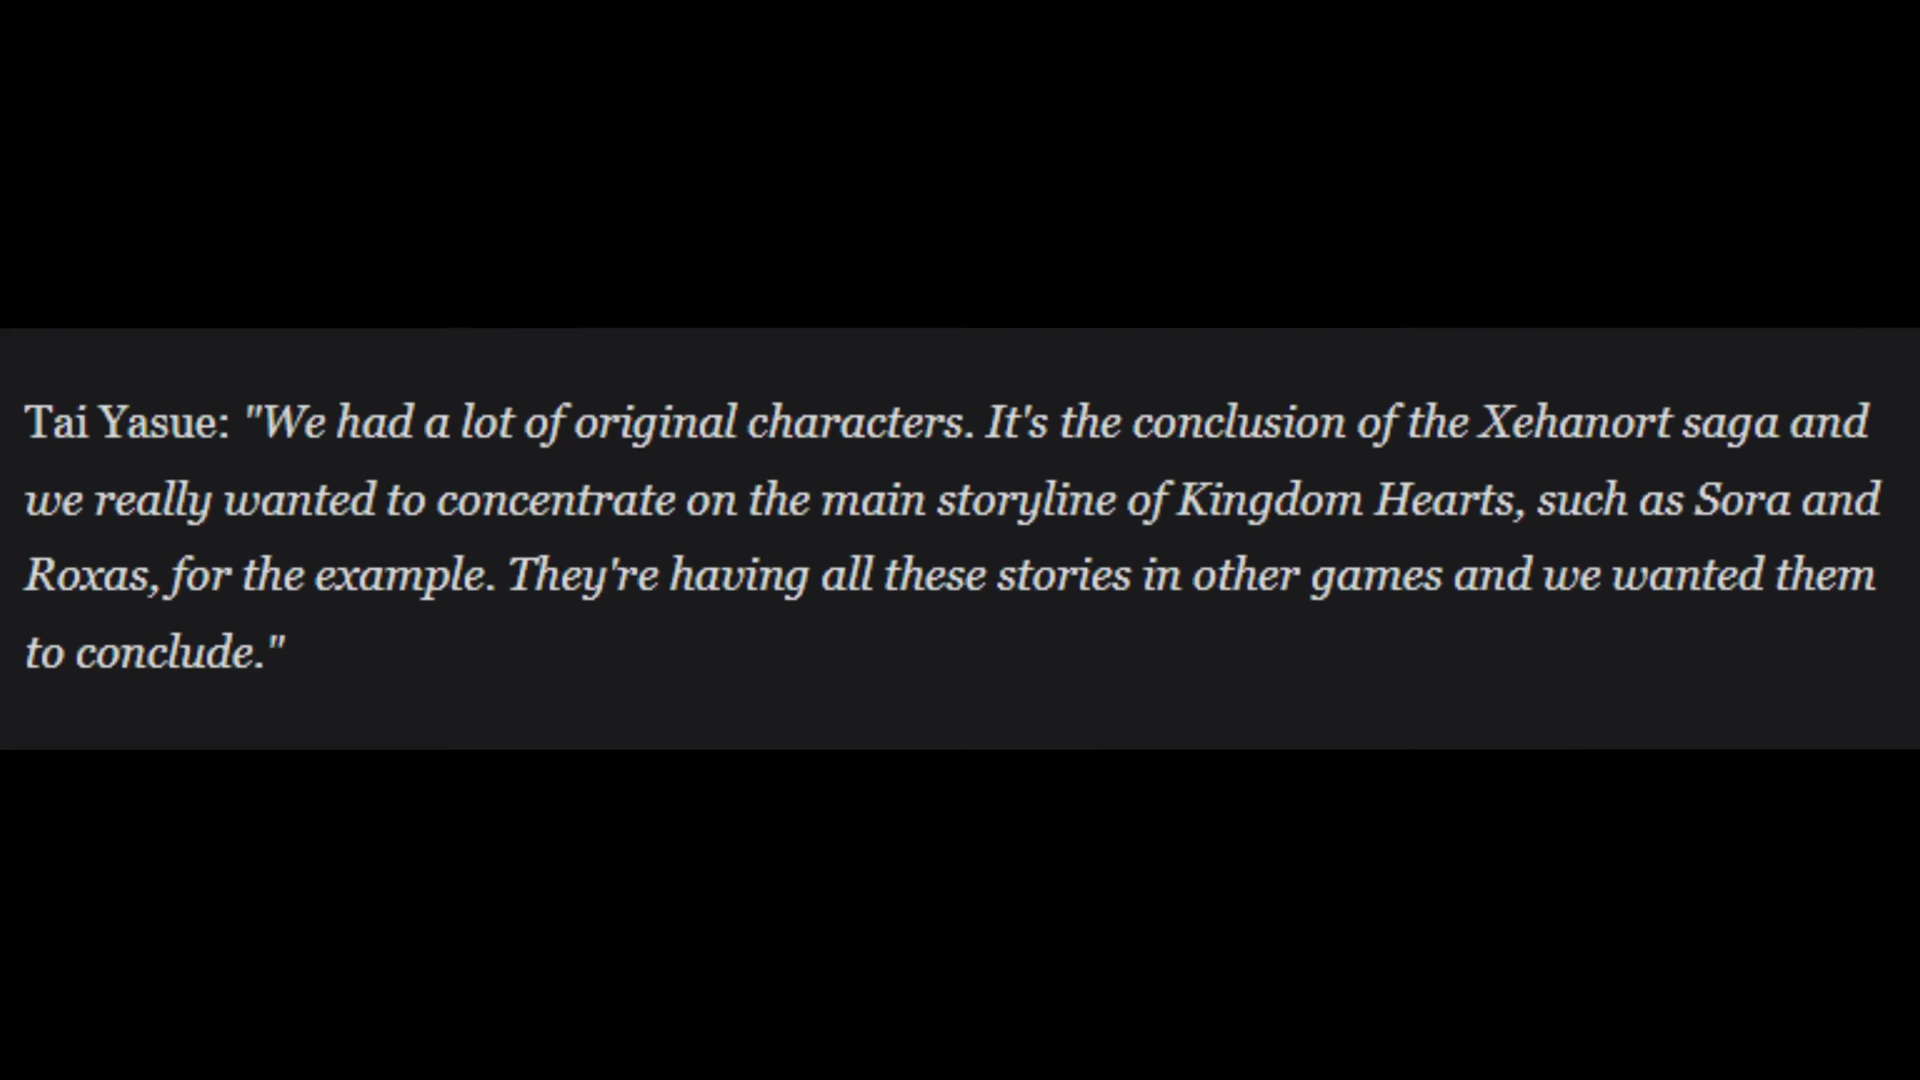 Tai Yasue: "We had a lot of original characters. It's the conclusion of the Xehanort saga and
we really wanted to concentrate on the main storyline of Kingdom Hearts, such as Sora and
Roxas, for the example. They're having all these stories in other games and we wanted them
to conclude."